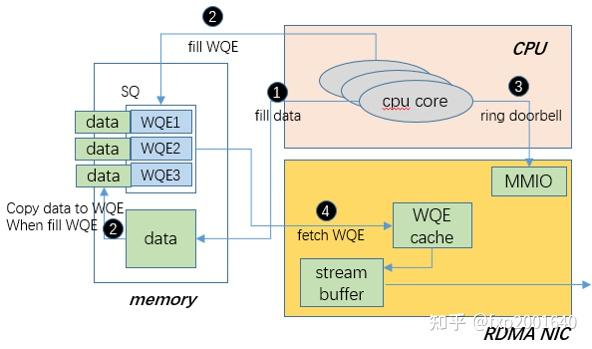 2
fill WQE
CPU
SQ
1
3
cpu core
data WQE1
fill data
ring doorbell
data WQE2
data WQE3
MMIO
Copy data to WQE
When fill WQE 2
4
data
fetch WQE
WQE
cache
stream
buffer
memory
知乎 @fxp2001640
RDMA NIC